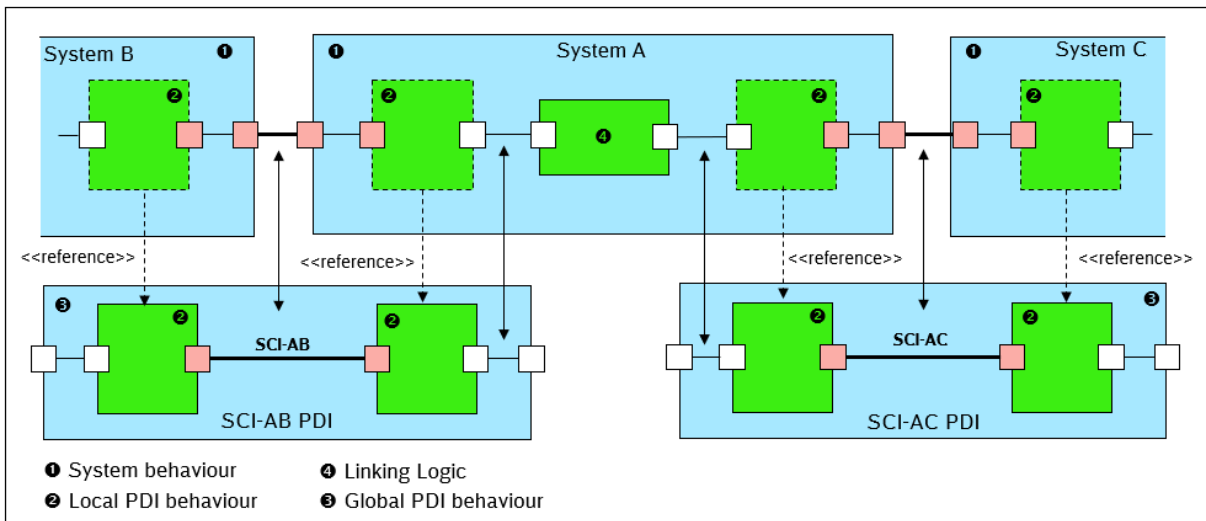 System B ❶
❶ System A
❶ System C
❷
❷
❹
❷
❷
<<reference>>
<<reference>>
<<reference>>
<<reference>>
❸
❷
SCI-AB
❷
SCI-AB PDI
❷
SCI-AC
❷
❸
SCI-AC PDI
❶ System behaviour
❹ Linking Logic
❷ Local PDI behaviour
❸ Global PDI behaviour